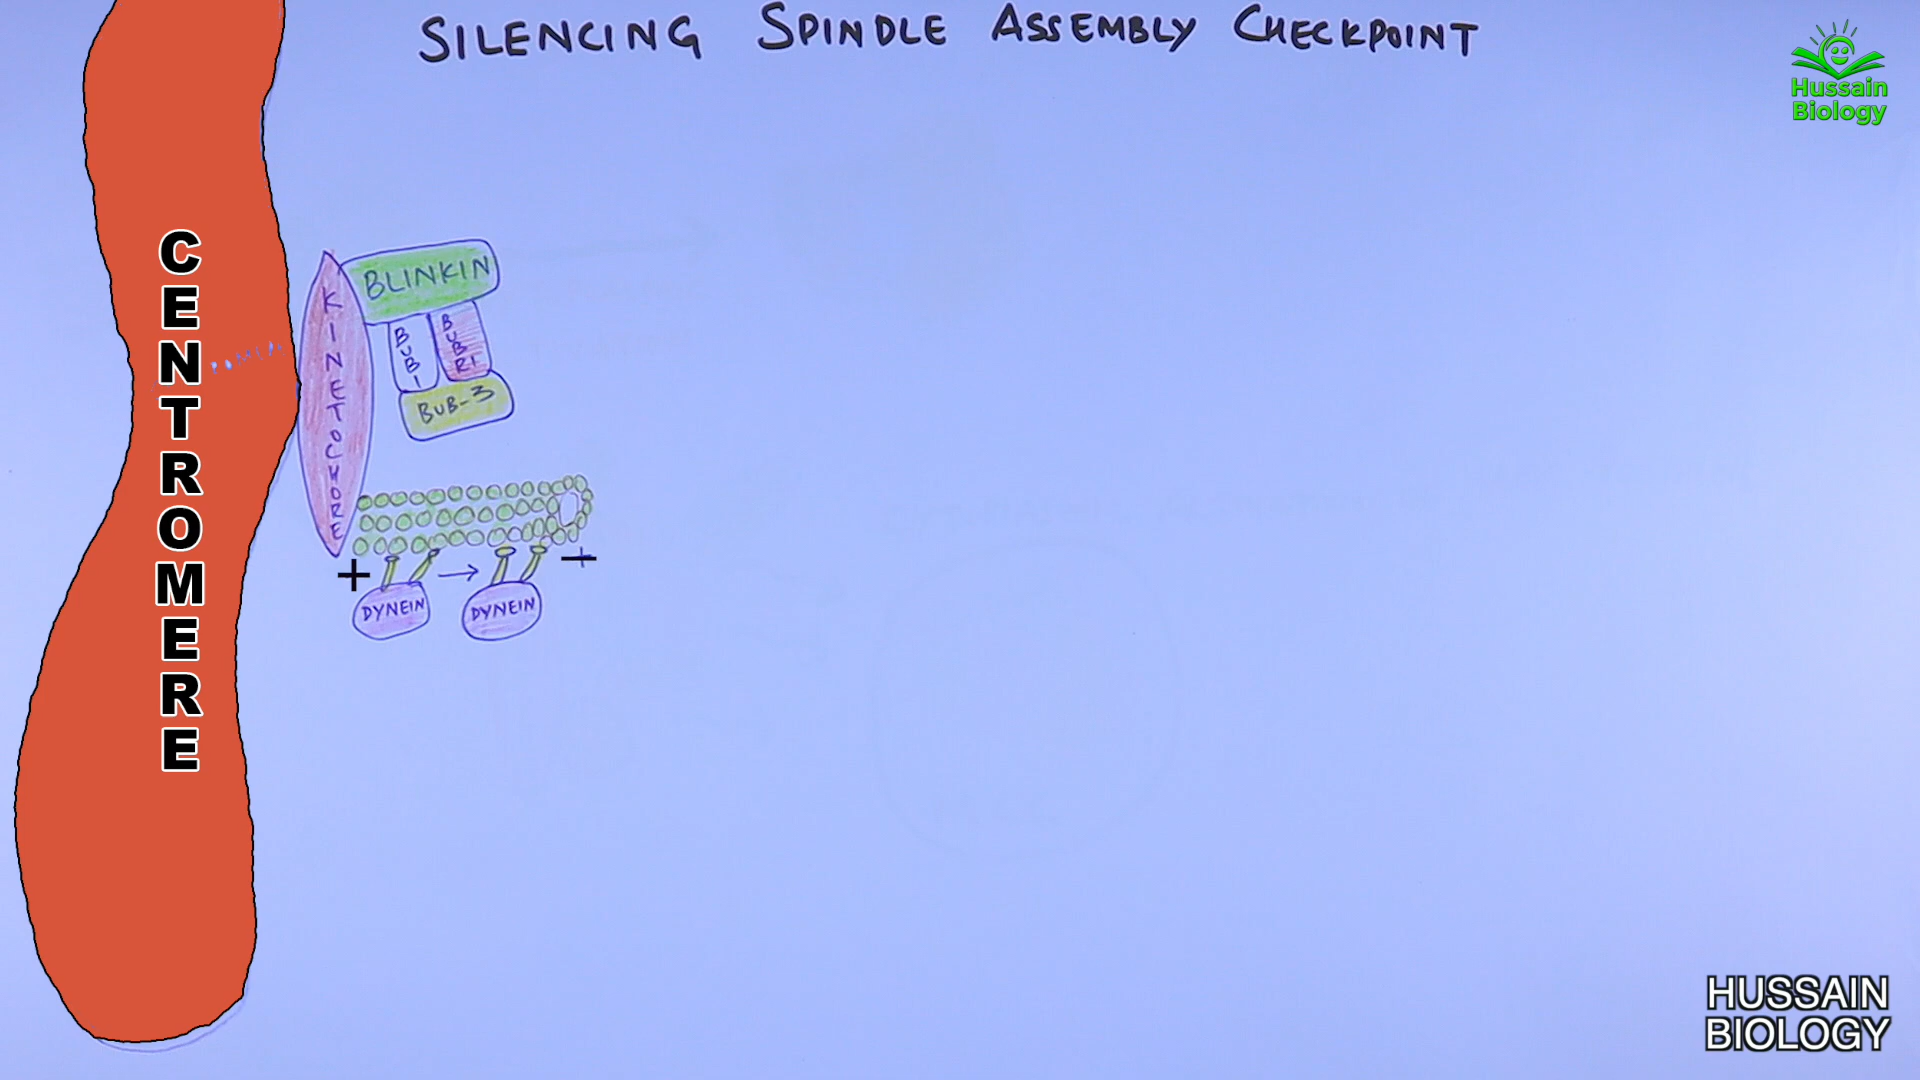 SILENCING SPINDLE ASSEMBLY CHECKPOINT
Hussain
Biology
CENTROMERE
KINETOCHORE
BLINKIN
BUB1
BUBR1
BUB-3
+
DYNEIN
DYNEIN
HUSSAIN
BIOLOGY